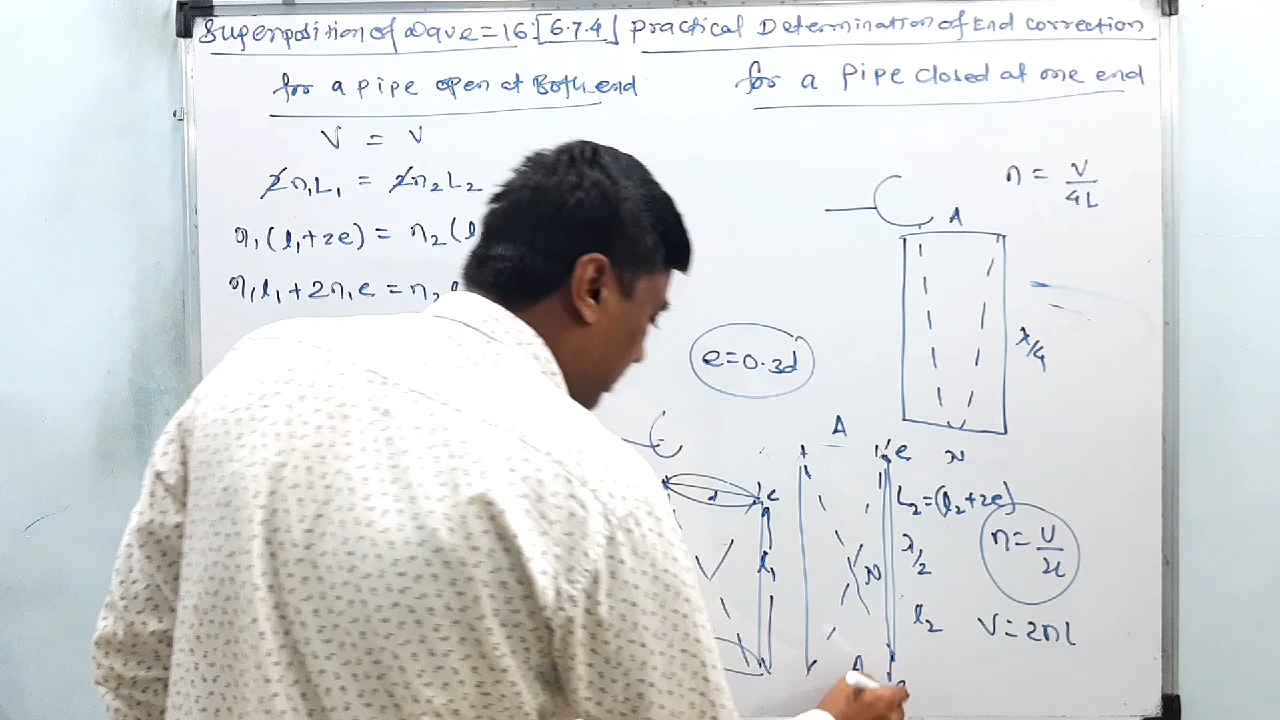 Superposition of Wave = 16 [6.7.4] Practical Determination of End correction
for a pipe open at Both end
for a pipe closed at one end
V = V
2n₁L₁ = 2n₂L₂
n₁(l₁+2e) = n₂(l
n₁l₁+2n₁e = n₂
n = V/4L
A
λ/4
N
e=0.3d
d
e
l₁
A
e
L₂=(l₂+2e)
λ/2
N
l₂
A
n = V/2l
V=2nl